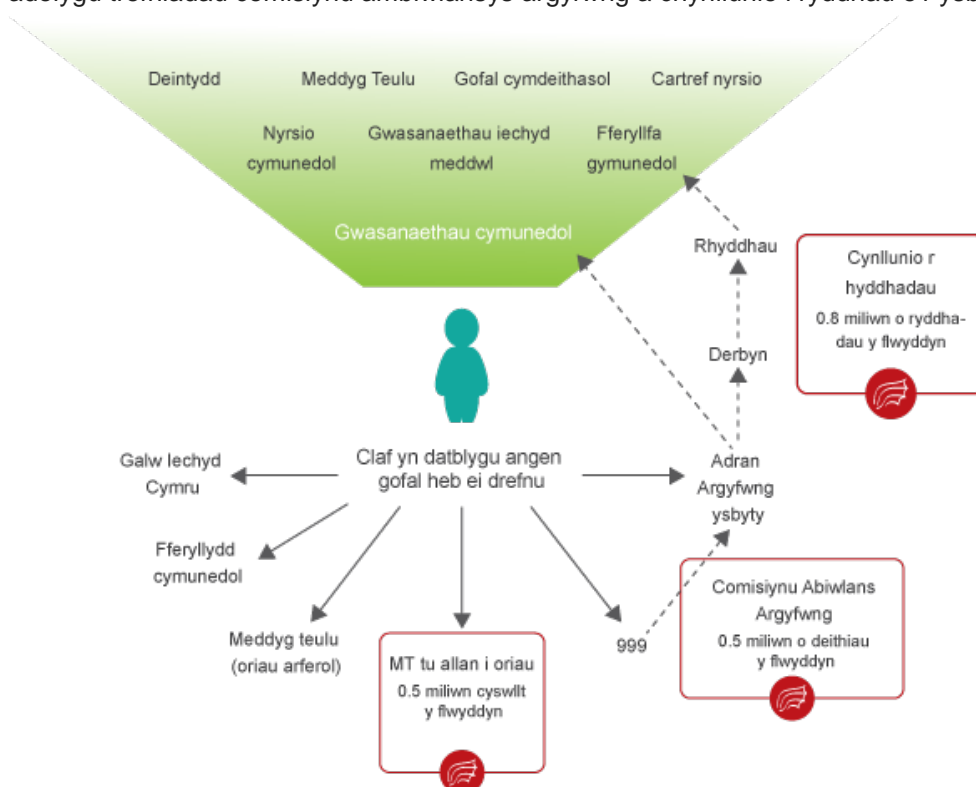 Deintydd
Meddyg Teulu
Gofal cymdeithasol
Cartref nyrsio
Nyrsio
cymunedol
Gwasanaethau iechyd
meddwl
Fferyllfa
gymunedol
Gwasanaethau cymunedol
Rhyddhau
Cynllunio r
hyddhadau
0.8 miliwn o ryddha-
dau y flwyddyn
Derbyn
Claf yn datblygu angen
gofal heb ei drefnu
Galw Iechyd
Cymru
Adran
Argyfwng
ysbyty
Fferyllydd
cymunedol
Meddyg teulu
(oriau arferol)
MT tu allan i oriau
0.5 miliwn cyswllt
y flwyddyn
999
Comisiynu Abiwlans
Argyfwng
0.5 miliwn o deithiau
y flwyddyn